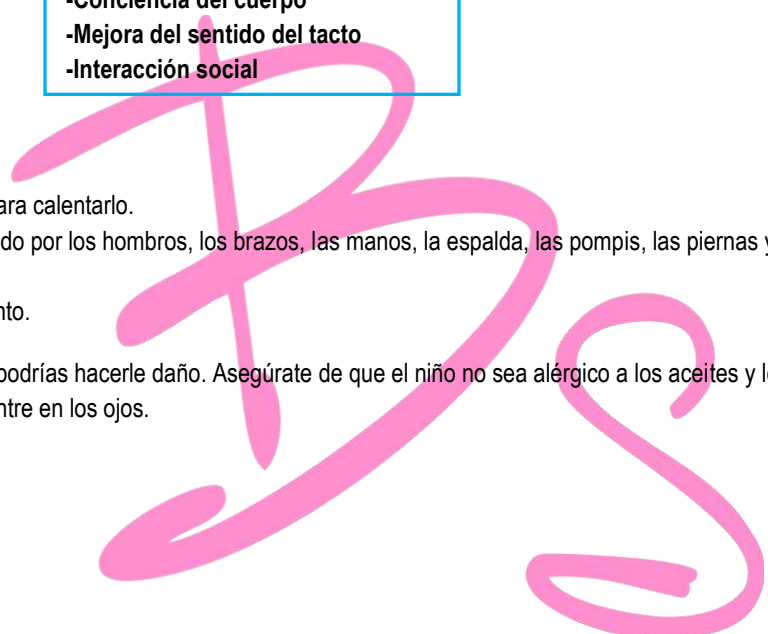 -Conciencia del cuerpo
-Mejora del sentido del tacto
-Interacción social
ara calentarlo.
do por los hombros, los brazos, las manos, la espalda, las pompis, las piernas y
nto.
podrías hacerle daño. Asegúrate de que el niño no sea alérgico a los aceites y l
ntre en los ojos.
BS